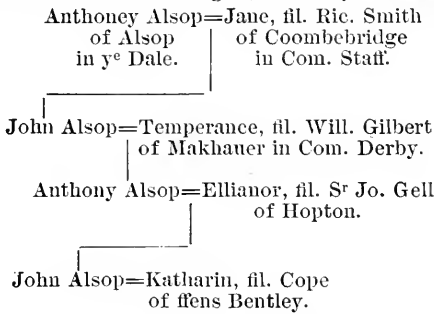 Anthoney Alsop=Jane, fil. Ric. Smith
of Alsop of Coombebridge
in yᵉ Dale. in Com. Staff.
John Alsop=Temperance, fil. Will. Gilbert
of Makhauer in Com. Derby.
Anthony Alsop=Ellianor, fil. Sʳ Jo. Gell
of Hopton.
John Alsop=Katharin, fil. Cope
of ffens Bentley.